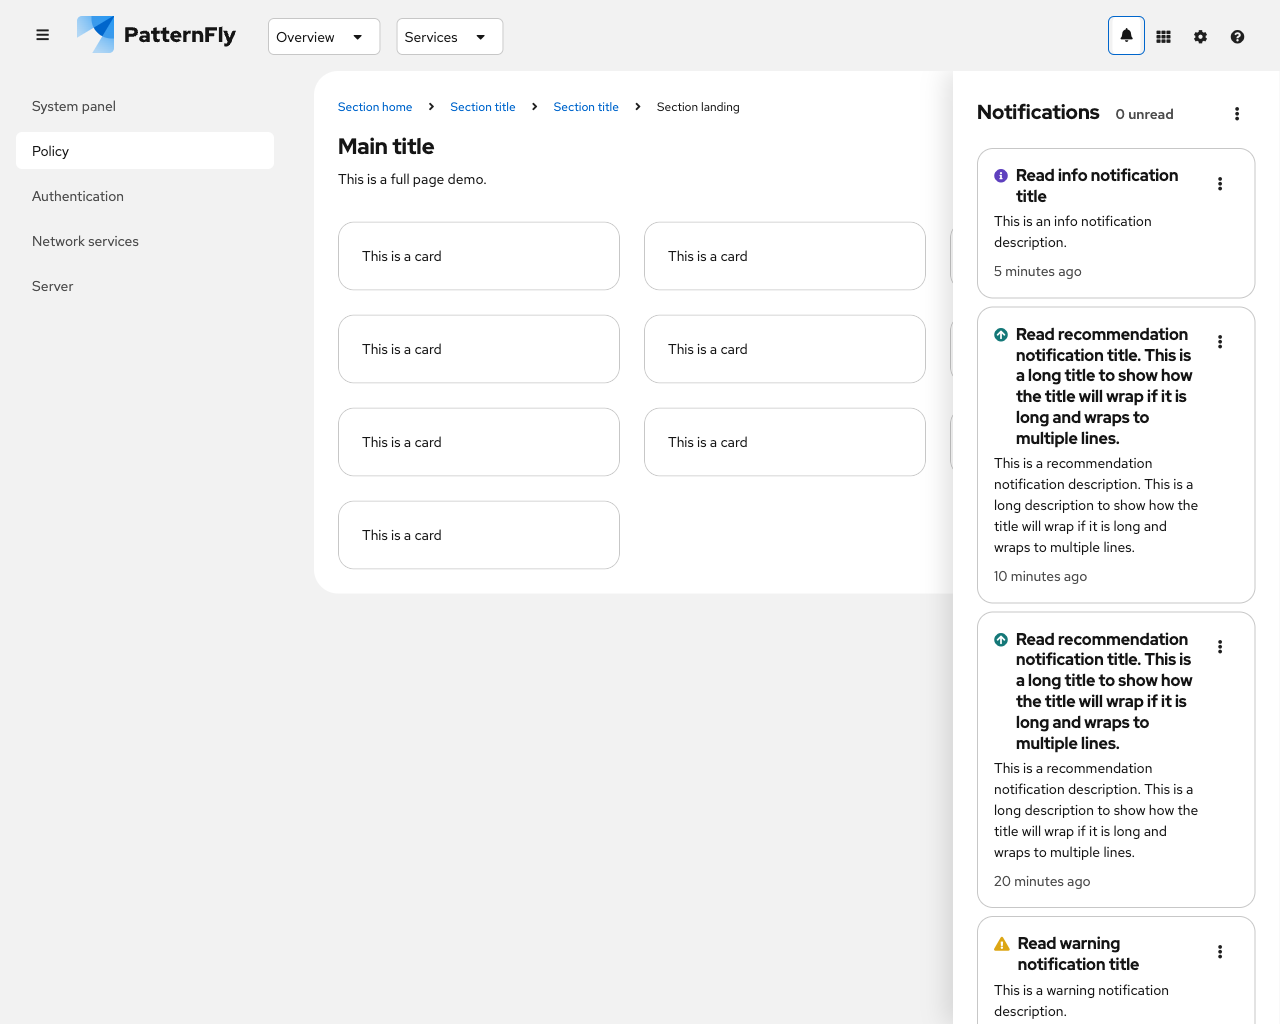 PatternFly
Overview
Services
System panel
Policy
Authentication
Network services
Server
Section home
Section title
Section title
Section landing
Main title
This is a full page demo.
This is a card
This is a card
This is a card
This is a card
This is a card
This is a card
This is a card
Notifications
0 unread
Read info notification
title
This is an info notification
description.
5 minutes ago
Read recommendation
notification title. This is
a long title to show how
the title will wrap if it is
long and wraps to
multiple lines.
This is a recommendation
notification description. This is a
long description to show how the
title will wrap if it is long and
wraps to multiple lines.
10 minutes ago
Read recommendation
notification title. This is
a long title to show how
the title will wrap if it is
long and wraps to
multiple lines.
This is a recommendation
notification description. This is a
long description to show how the
title will wrap if it is long and
wraps to multiple lines.
20 minutes ago
Read warning
notification title
This is a warning notification
description.